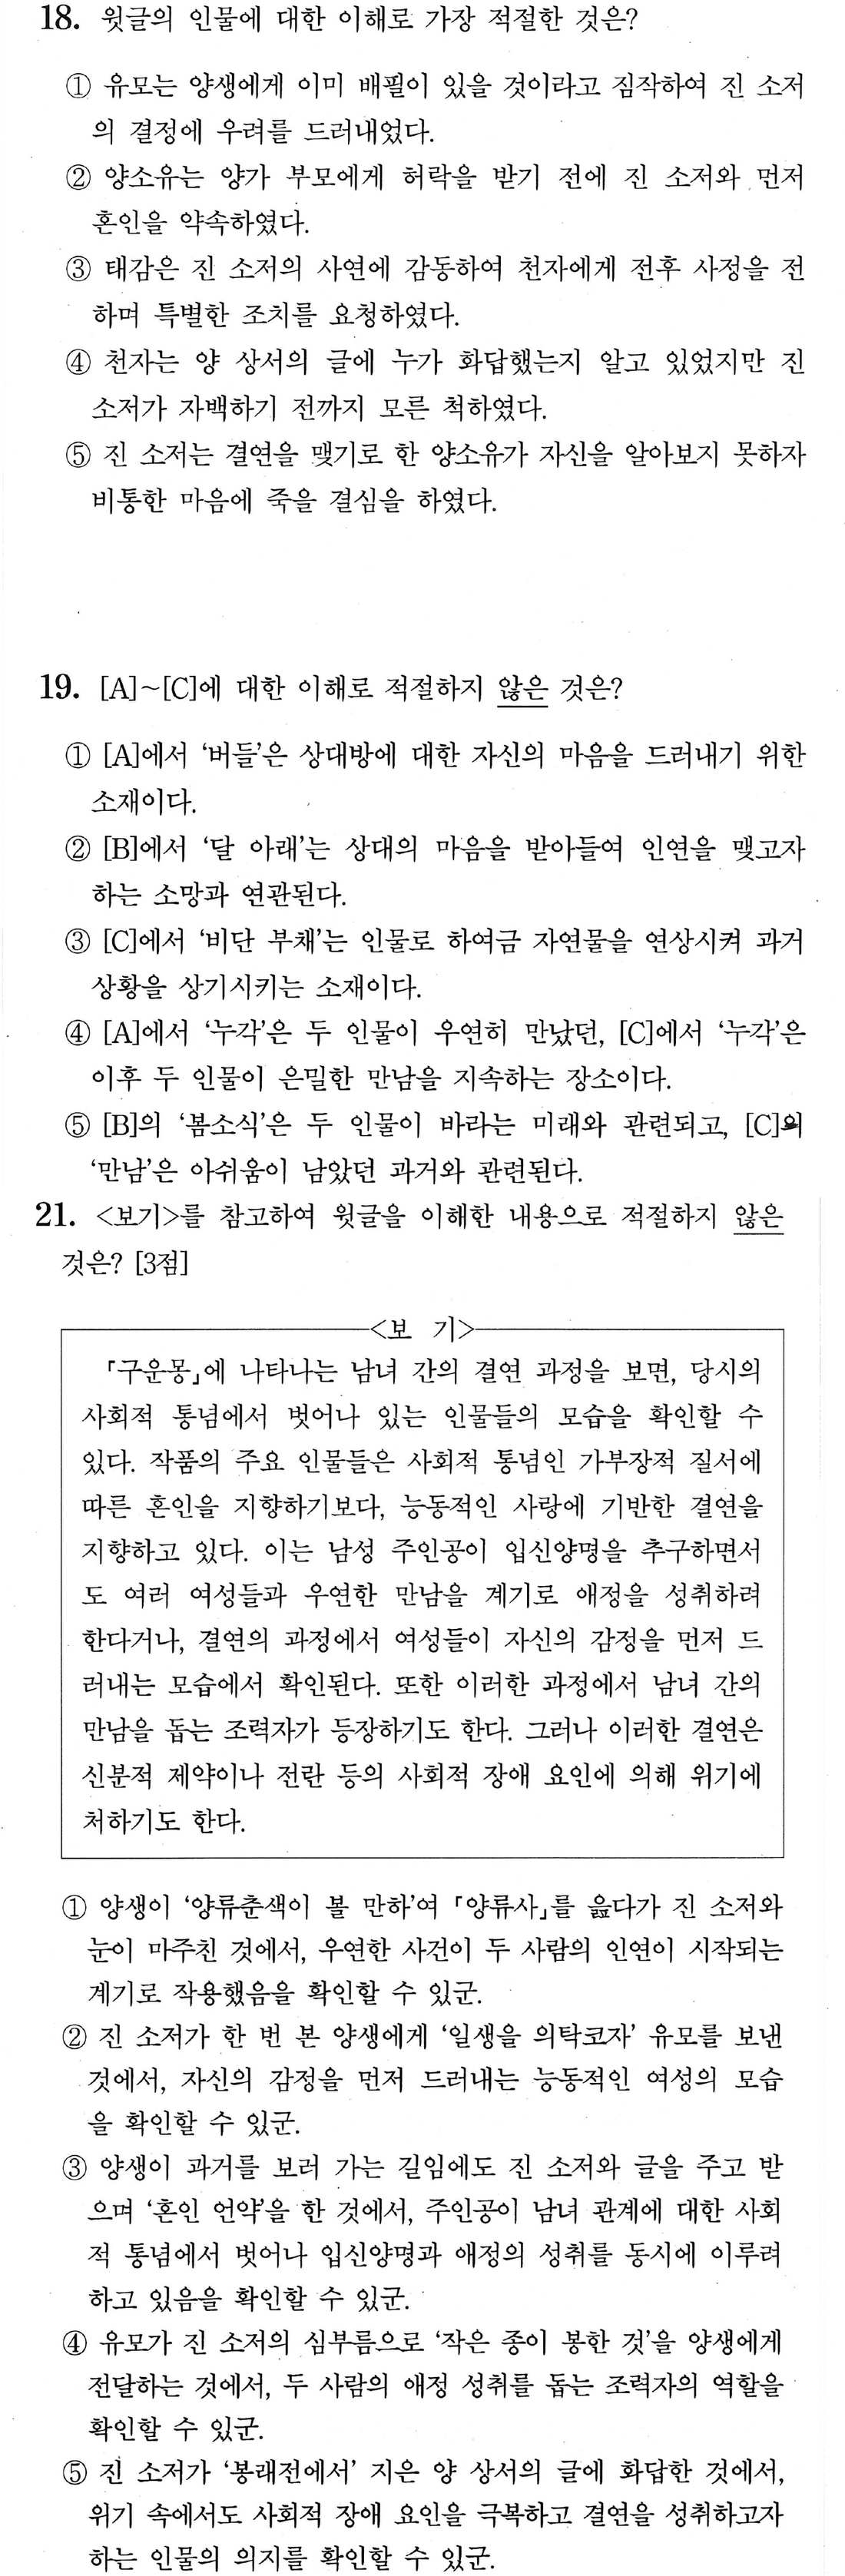 18. 윗글의 인물에 대한 이해로 가장 적절한 것은?
① 유모는 양생에게 이미 배필이 있을 것이라고 짐작하여 진 소저
의 결정에 우려를 드러내었다.
② 양소유는 양가 부모에게 허락을 받기 전에 진 소저와 먼저
혼인을 약속하였다.
③ 태감은 진 소저의 사연에 감동하여 천자에게 전후 사정을 전
하며 특별한 조치를 요청하였다.
④ 천자는 양 상서의 글에 누가 화답했는지 알고 있었지만 진
소저가 자백하기 전까지 모른 척하였다.
⑤ 진 소저는 결연을 맺기로 한 양소유가 자신을 알아보지 못하자
비통한 마음에 죽을 결심을 하였다.
19. [A]~[C]에 대한 이해로 적절하지 않은 것은?
① [A]에서 ‘버들’은 상대방에 대한 자신의 마음을 드러내기 위한
소재이다.
② [B]에서 ‘달 아래’는 상대의 마음을 받아들여 인연을 맺고자
하는 소망과 연관된다.
③ [C]에서 ‘비단 부채’는 인물로 하여금 자연물을 연상시켜 과거
상황을 상기시키는 소재이다.
④ [A]에서 ‘누각’은 두 인물이 우연히 만났던, [C]에서 ‘누각’은
이후 두 인물이 은밀한 만남을 지속하는 장소이다.
⑤ [B]의 ‘봄소식’은 두 인물이 바라는 미래와 관련되고, [C]의
‘만남’은 아쉬움이 남았던 과거와 관련된다.
21. <보기>를 참고하여 윗글을 이해한 내용으로 적절하지 않은
것은? [3점]
<보 기>
「구운몽」에 나타나는 남녀 간의 결연 과정을 보면, 당시의
사회적 통념에서 벗어나 있는 인물들의 모습을 확인할 수
있다. 작품의 주요 인물들은 사회적 통념인 가부장적 질서에
따른 혼인을 지향하기보다, 능동적인 사랑에 기반한 결연을
지향하고 있다. 이는 남성 주인공이 입신양명을 추구하면서
도 여러 여성들과 우연한 만남을 계기로 애정을 성취하려
한다거나, 결연의 과정에서 여성들이 자신의 감정을 먼저 드
러내는 모습에서 확인된다. 또한 이러한 과정에서 남녀 간의
만남을 돕는 조력자가 등장하기도 한다. 그러나 이러한 결연은
신분적 제약이나 전란 등의 사회적 장애 요인에 의해 위기에
처하기도 한다.
① 양생이 ‘양류춘색이 볼 만하’여 「양류사」를 읊다가 진 소저와
눈이 마주친 것에서, 우연한 사건이 두 사람의 인연이 시작되는
계기로 작용했음을 확인할 수 있군.
② 진 소저가 한 번 본 양생에게 ‘일생을 의탁코자’ 유모를 보낸
것에서, 자신의 감정을 먼저 드러내는 능동적인 여성의 모습
을 확인할 수 있군.
③ 양생이 과거를 보러 가는 길임에도 진 소저와 글을 주고 받
으며 ‘혼인 언약’을 한 것에서, 주인공이 남녀 관계에 대한 사회
적 통념에서 벗어나 입신양명과 애정의 성취를 동시에 이루려
하고 있음을 확인할 수 있군.
④ 유모가 진 소저의 심부름으로 ‘작은 종이 봉한 것’을 양생에게
전달하는 것에서, 두 사람의 애정 성취를 돕는 조력자의 역할을
확인할 수 있군.
⑤ 진 소저가 ‘봉래전에서’ 지은 양 상서의 글에 화답한 것에서,
위기 속에서도 사회적 장애 요인을 극복하고 결연을 성취하고자
하는 인물의 의지를 확인할 수 있군.